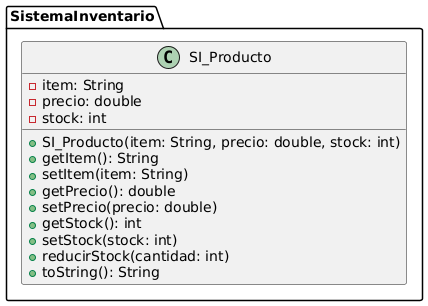 SistemaInventario
C SI_Producto
item: String
precio: double
stock: int
SI_Producto(item: String, precio: double, stock: int)
getItem(): String
setItem(item: String)
getPrecio(): double
setPrecio(precio: double)
getStock(): int
setStock(stock: int)
reducirStock(cantidad: int)
toString(): String